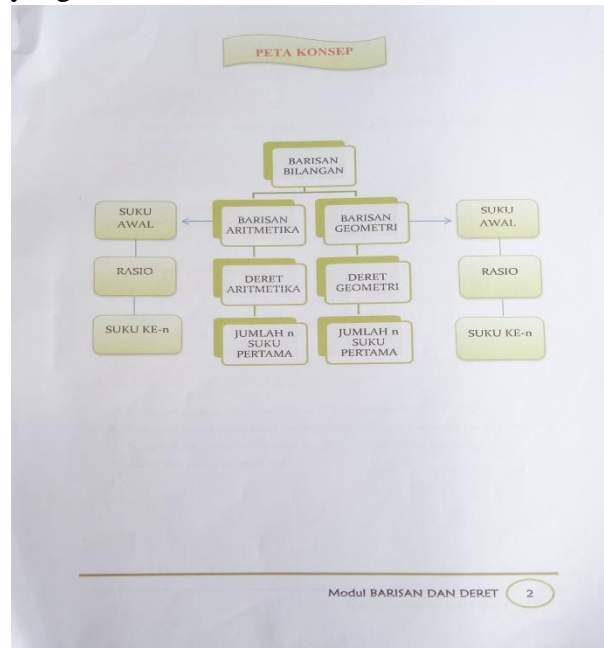 PETA KONSEP
BARISAN
BILANGAN
SUKU
AWAL
BARISAN
ARITMETIKA
BARISAN
GEOMETRI
SUKU
AWAL
RASIO
DERET
ARITMETIKA
DERET
GEOMETRI
RASIO
SUKU KE-n
JUMLAH n
SUKU
PERTAMA
JUMLAH n
SUKU
PERTAMA
SUKU KE-n
Modul BARISAN DAN DERET 2